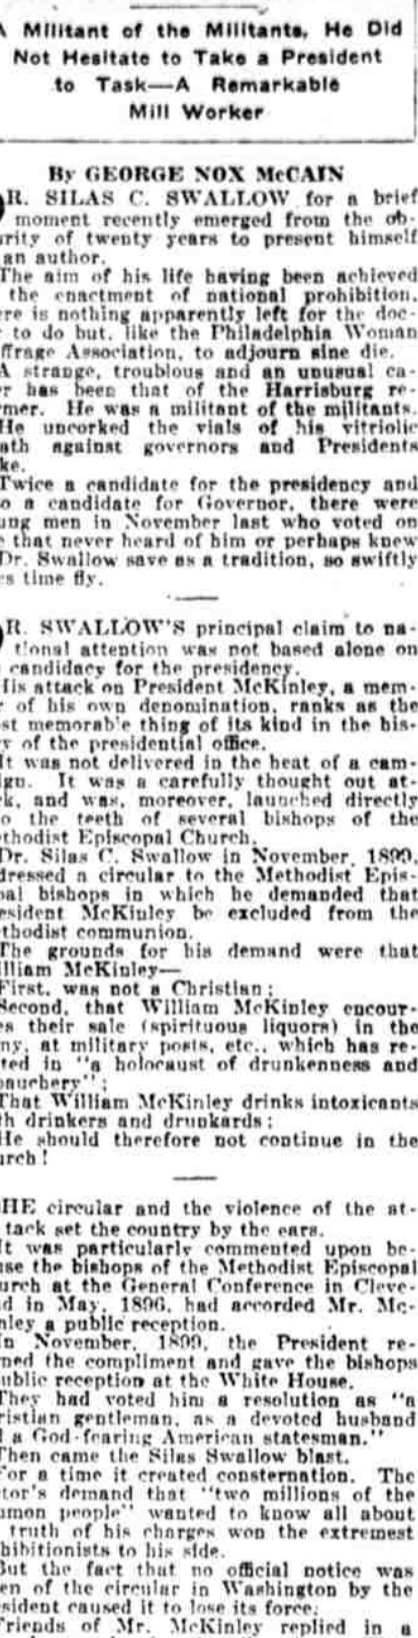 A Militant of the Militants, He Did
Not Hesitate to Take a President
to Task—A Remarkable
Mill Worker
By GEORGE NOX McCAIN
R. SILAS C. SWALLOW for a brief
moment recently emerged from the ob-
urity of twenty years to present himself
an author.
The aim of his life having been achieved
the enactment of national prohibition,
ere is nothing apparently left for the doc-
to do but, like the Philadelphia Woman
ffrage Association, to adjourn sine die.
A strange, troublous and an unusual ca-
r has been that of the Harrisburg re-
mer. He was a militant of the militants.
He uncorked the vials of his vitriolic
ath against governors and Presidents
ke.
Twice a candidate for the presidency and
o a candidate for Governor, there were
ung men in November last who voted on
that never heard of him or perhaps knew
Dr. Swallow save as a tradition, so swiftly
s time fly.
R. SWALLOW'S principal claim to na-
tional attention was not based alone on
candidacy for the presidency.
His attack on President McKinley, a mem-
r of his own denomination, ranks as the
st memorable thing of its kind in the his-
y of the presidential office.
It was not delivered in the heat of a cam-
ign. It was a carefully thought out at-
k, and was, moreover, launched directly
o the teeth of several bishops of the
thodist Episcopal Church.
Dr. Silas C. Swallow in November, 1899,
dressed a circular to the Methodist Epis-
pal bishops in which he demanded that
esident McKinley be excluded from the
thodist communion.
The grounds for his demand were that
lliam McKinley—
First, was not a Christian;
Second, that William McKinley encour-
es their sale (spirituous liquors) in the
my, at military posts, etc., which has re-
ted in "a holocaust of drunkenness and
bauchery";
That William McKinley drinks intoxicants
th drinkers and drunkards;
He should therefore not continue in the
urch!
HE circular and the violence of the at-
tack set the country by the ears.
It was particularly commented upon be-
use the bishops of the Methodist Episcopal
urch at the General Conference in Cleve-
d in May, 1896, had accorded Mr. Mc-
nley a public reception.
In November, 1899, the President re-
ned the compliment and gave the bishops
ublic reception at the White House.
They had voted him a resolution as "a
ristian gentleman, as a devoted husband
d a God-fearing American statesman."
Then came the Silas Swallow blast.
For a time it created consternation. The
tor's demand that "two millions of the
mmon people" wanted to know all about
truth of his charges won the extremest
hibitionists to his side.
But the fact that no official notice was
en of the circular in Washington by the
sident caused it to lose its force.
Friends of Mr. McKinley replied in a